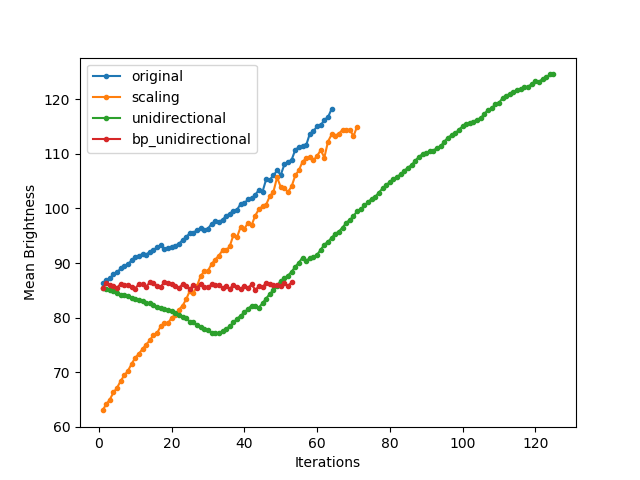 original
scaling
unidirectional
bp_unidirectional
Mean Brightness
120
110
100
90
80
70
60
0 20 40 60 80 100 120
Iterations